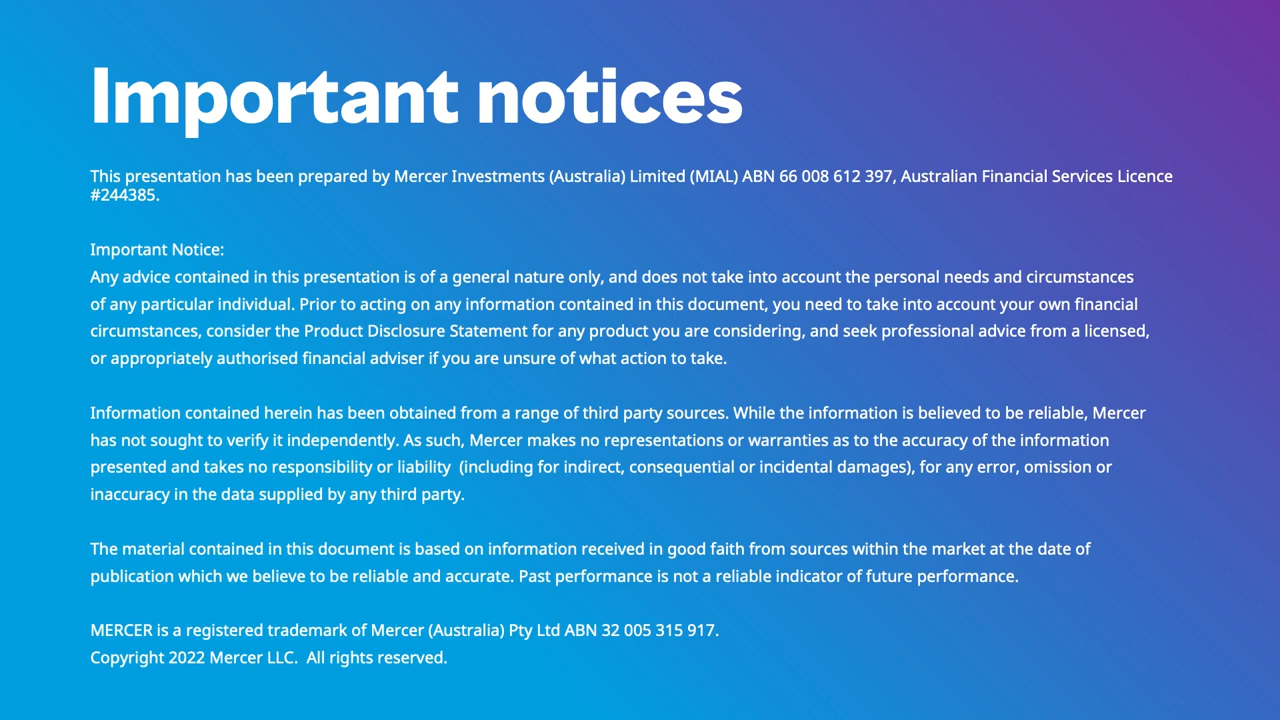 Important notices
This presentation has been prepared by Mercer Investments (Australia) Limited (MIAL) ABN 66 008 612 397, Australian Financial Services Licence
#244385.
Important Notice:
Any advice contained in this presentation is of a general nature only, and does not take into account the personal needs and circumstances
of any particular individual. Prior to acting on any information contained in this document, you need to take into account your own financial
circumstances, consider the Product Disclosure Statement for any product you are considering, and seek professional advice from a licensed,
or appropriately authorised financial adviser if you are unsure of what action to take.
Information contained herein has been obtained from a range of third party sources. While the information is believed to be reliable, Mercer
has not sought to verify it independently. As such, Mercer makes no representations or warranties as to the accuracy of the information
presented and takes no responsibility or liability  (including for indirect, consequential or incidental damages), for any error, omission or
inaccuracy in the data supplied by any third party.
The material contained in this document is based on information received in good faith from sources within the market at the date of
publication which we believe to be reliable and accurate. Past performance is not a reliable indicator of future performance.
MERCER is a registered trademark of Mercer (Australia) Pty Ltd ABN 32 005 315 917.
Copyright 2022 Mercer LLC.  All rights reserved.